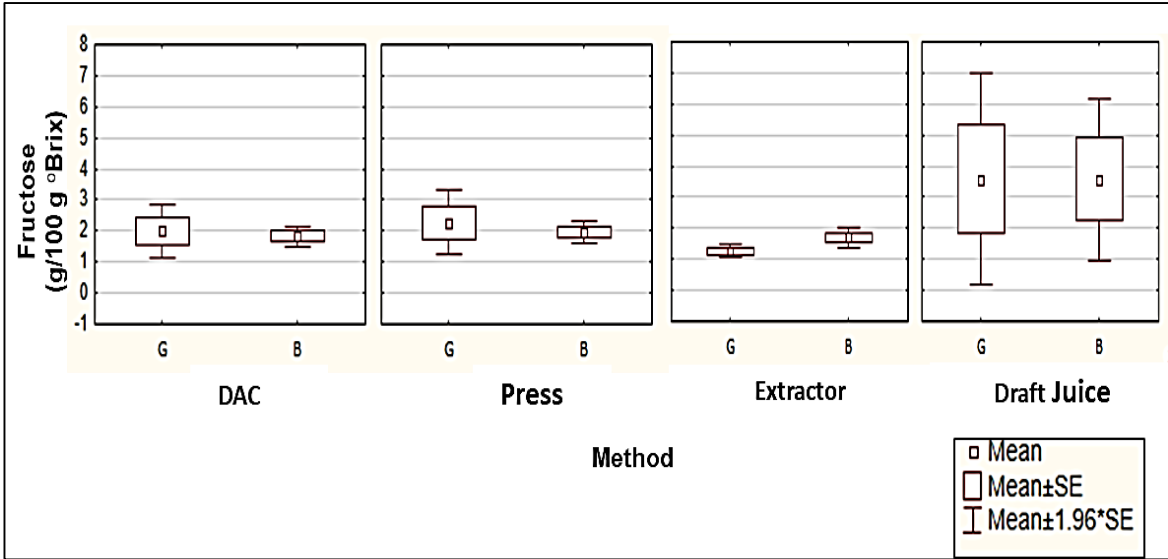 Fructose
(g/100 g °Brix)
8
7
6
5
4
3
2
1
0
-1
G B G B G B G B
DAC Press Extractor Draft Juice
Method
Mean
Mean±SE
Mean±1.96*SE